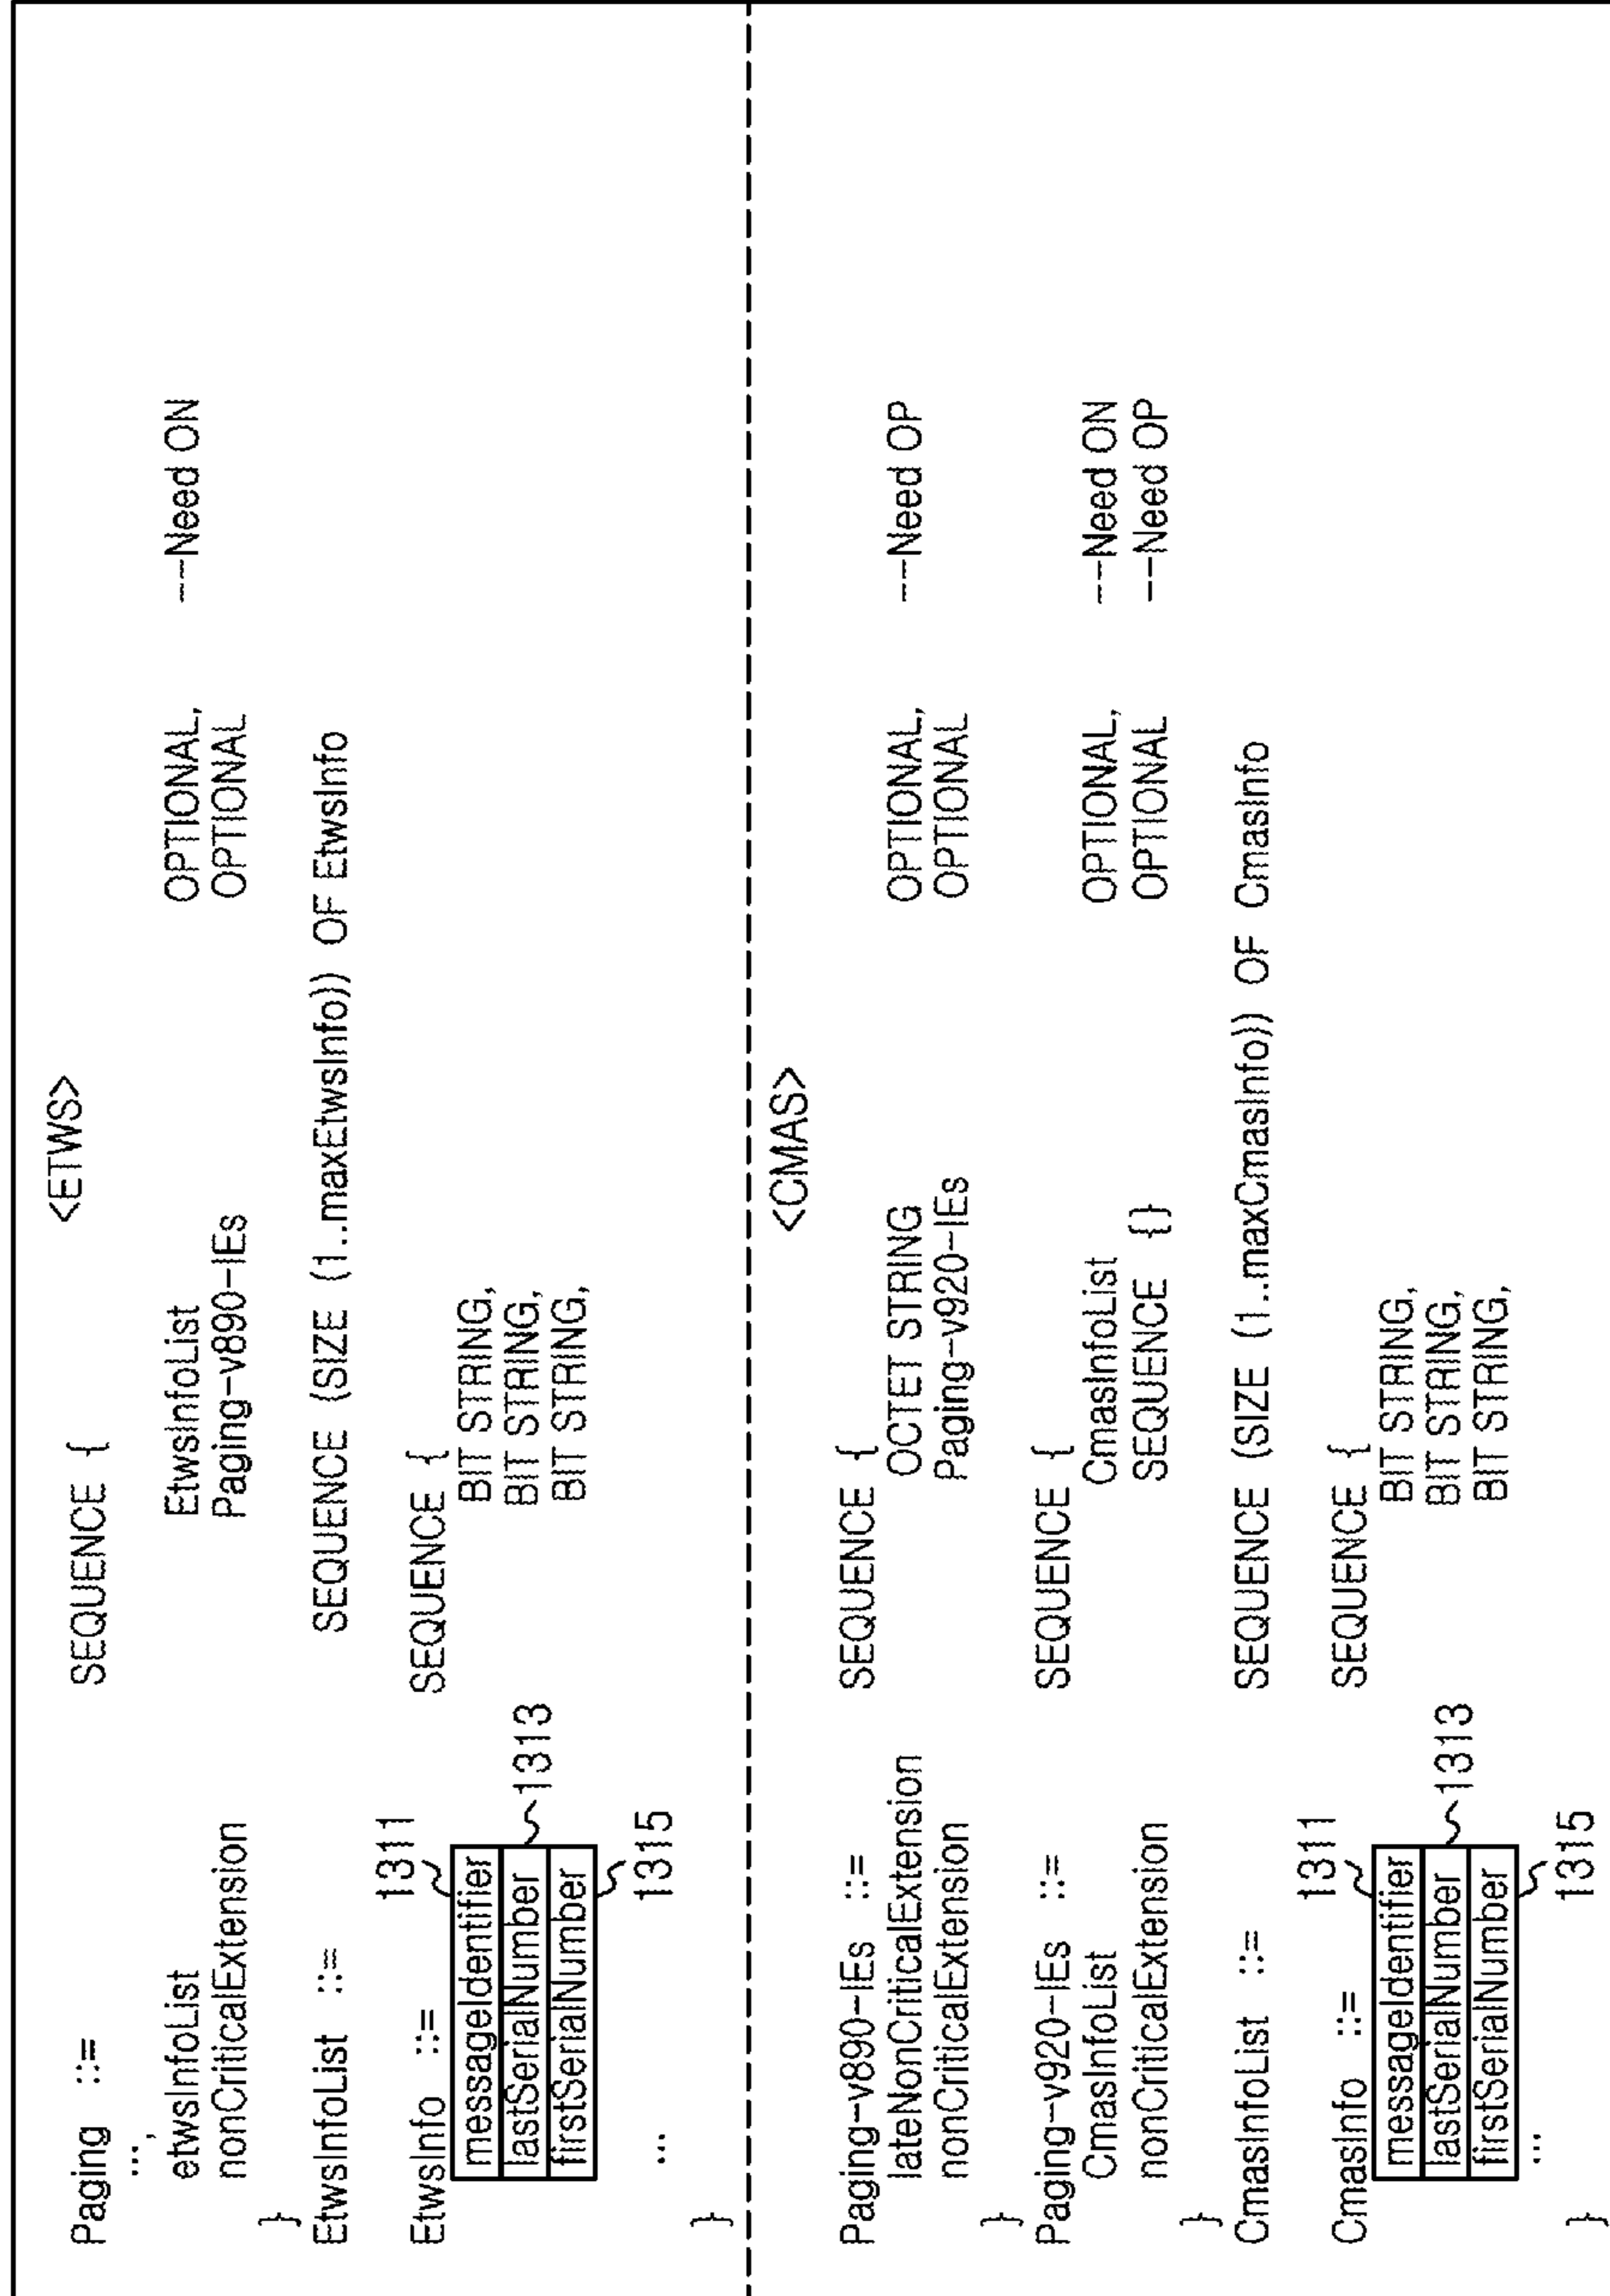 <ETWS>
Paging ::= SEQUENCE {
...,
etwsInfoList EtwsInfoList OPTIONAL, --Need ON
nonCriticalExtension Paging-v890-IEs OPTIONAL
}
EtwsInfoList ::= SEQUENCE (SIZE (1..maxEtwsInfo)) OF EtwsInfo
EtwsInfo ::= SEQUENCE {
1311
messageIdentifier BIT STRING,
lastSerialNumber 1313 BIT STRING,
firstSerialNumber BIT STRING,
1315
...
}
<CMAS>
Paging-v890-IEs ::= SEQUENCE {
lateNonCriticalExtension OCTET STRING OPTIONAL, --Need OP
nonCriticalExtension Paging-v920-IEs OPTIONAL
}
Paging-v920-IEs ::= SEQUENCE {
CmasInfoList CmasInfoList OPTIONAL, --Need ON
nonCriticalExtension SEQUENCE {} OPTIONAL --Need OP
}
CmasInfoList ::= SEQUENCE (SIZE (1..maxCmasInfo)) OF CmasInfo
CmasInfo ::= SEQUENCE {
1311
messageIdentifier BIT STRING,
lastSerialNumber 1313 BIT STRING,
firstSerialNumber BIT STRING,
1315
...
}